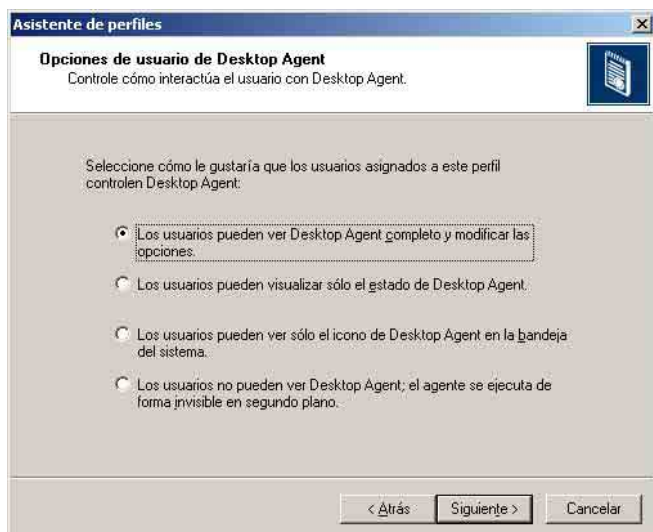 Asistente de perfiles
Opciones de usuario de Desktop Agent
Controle cómo interactúa el usuario con Desktop Agent.
Seleccione cómo le gustaría que los usuarios asignados a este perfil
controlen Desktop Agent:
Los usuarios pueden ver Desktop Agent completo y modificar las
opciones.
Los usuarios pueden visualizar sólo el estado de Desktop Agent.
Los usuarios pueden ver sólo el icono de Desktop Agent en la bandeja
del sistema.
Los usuarios no pueden ver Desktop Agent; el agente se ejecuta de
forma invisible en segundo plano.
< Atrás
Siguiente >
Cancelar